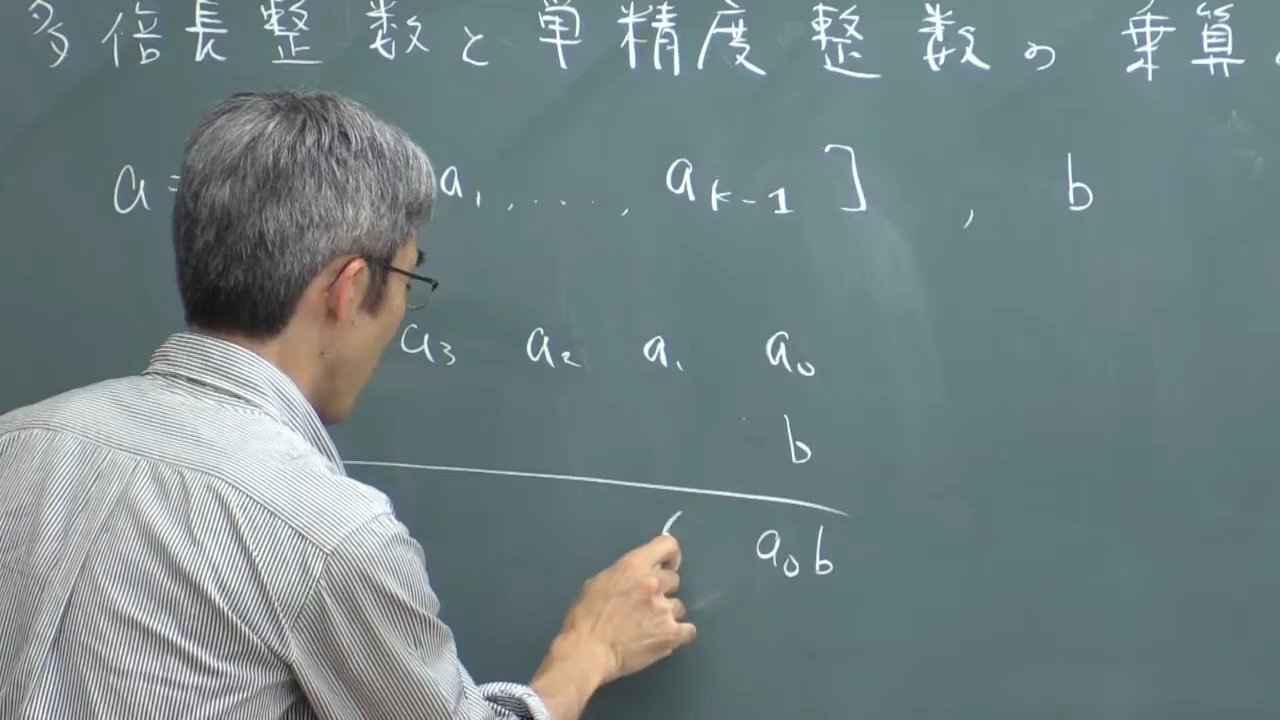 多倍長整数と単精度整数の乗算
a = a₁, ....., aₖ₋₁ ] , b
a₃ a₂ a₁ a₀
b
a₀b